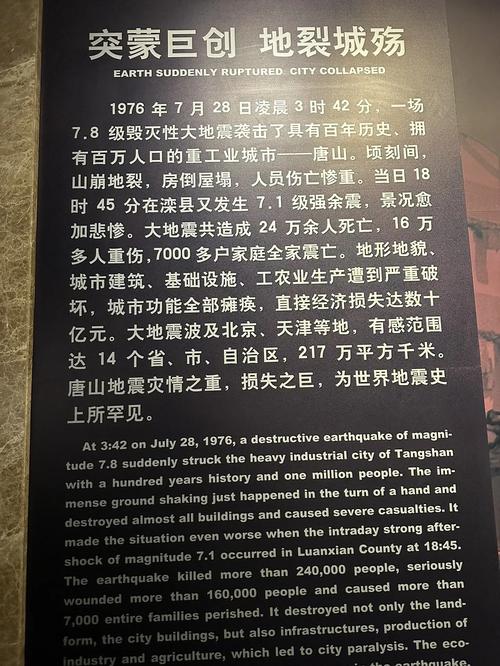 突蒙巨创 地裂城殇
EARTH SUDDENLY RUPTURED CITY COLLAPSED
1976 年 7 月 28 日凌晨 3 时 42 分，一场
7.8 级毁灭性大地震袭击了具有百年历史、拥
有百万人口的重工业城市——唐山。顷刻间，
山崩地裂，房倒屋塌，人员伤亡惨重。当日 18
时 45 分在滦县又发生 7.1 级强余震，景况愈
加悲惨。大地震共造成 24 万余人死亡，16 万
多人重伤，7000 多户家庭全家震亡。地形地貌、
城市建筑、基础设施、工农业生产遭到严重破
坏，城市功能全部瘫痪，直接经济损失达数十
亿元。大地震波及北京、天津等地，有感范围
达 14 个省、市、自治区，217 万平方千米。
唐山地震灾情之重，损失之巨，为世界地震史
上所罕见。
At 3:42 on July 28, 1976, a destructive earthquake of magni-
tude 7.8 suddenly struck the heavy industrial city of Tangshan
with a hundred years history and one million people. The im-
mense ground shaking just happened in the turn of a hand and
destroyed almost all buildings and caused severe casualties. It
made the situation even worse when the intraday strong after-
shock of magnitude 7.1 occurred in Luanxian County at 18:45.
The earthquake killed more than 240,000 people, seriously
wounded more than 160,000 people and caused more than
7,000 entire families perished. It destroyed not only the land-
form, the city buildings, but also infrastructures, production of
industry and agriculture, which led to city paralysis. The eco-
in the earthquake.